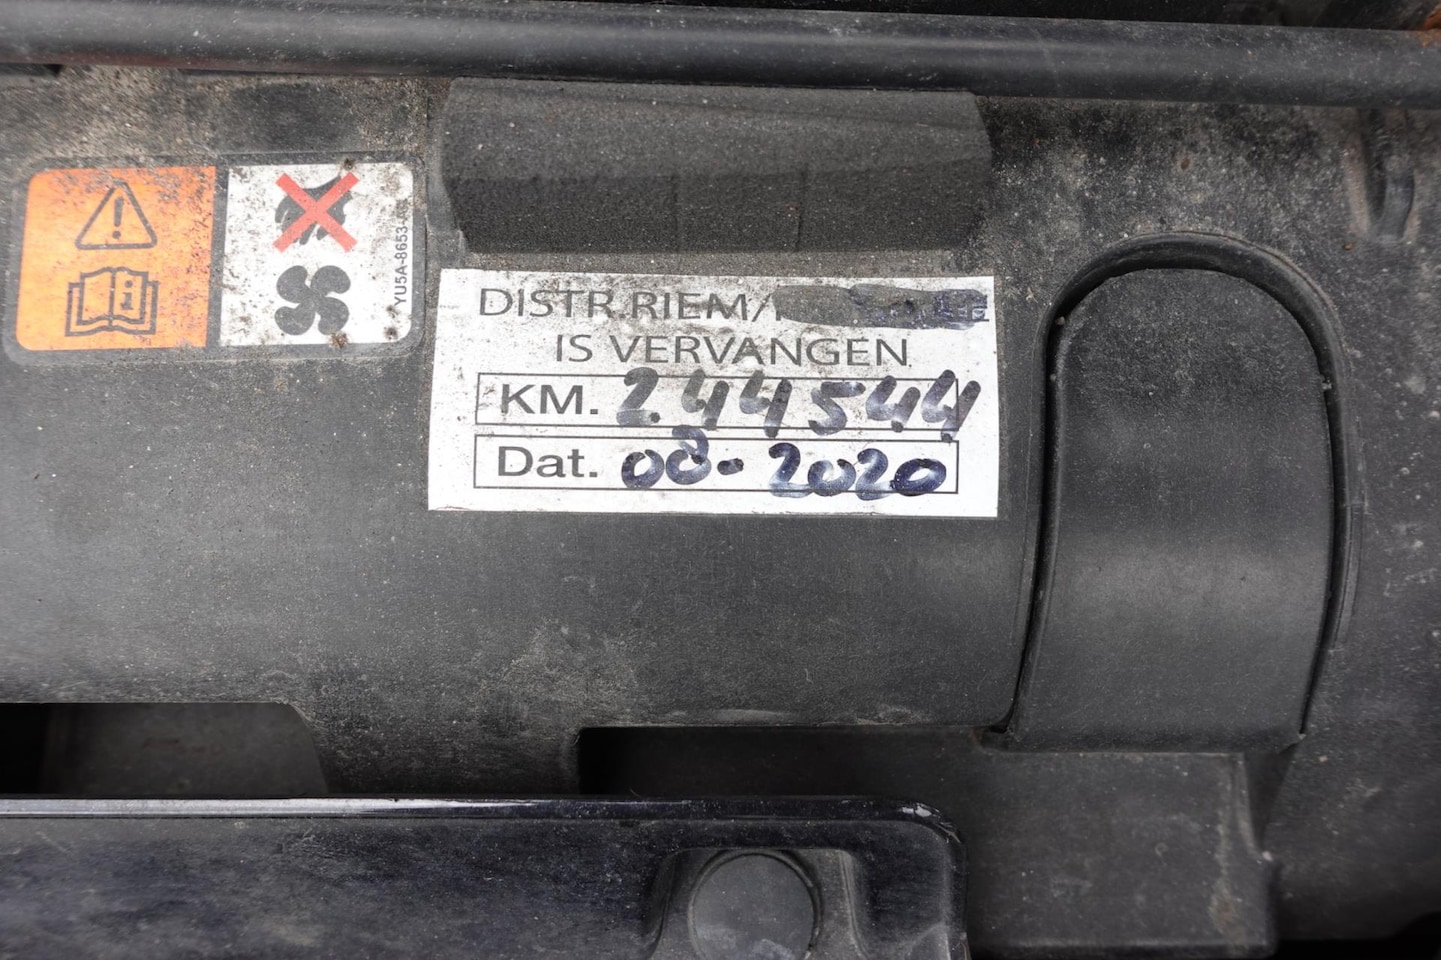 YU5A-8653-
DISTR.RIEM/
IS VERVANGEN
KM. 244544
Dat. 08-2020